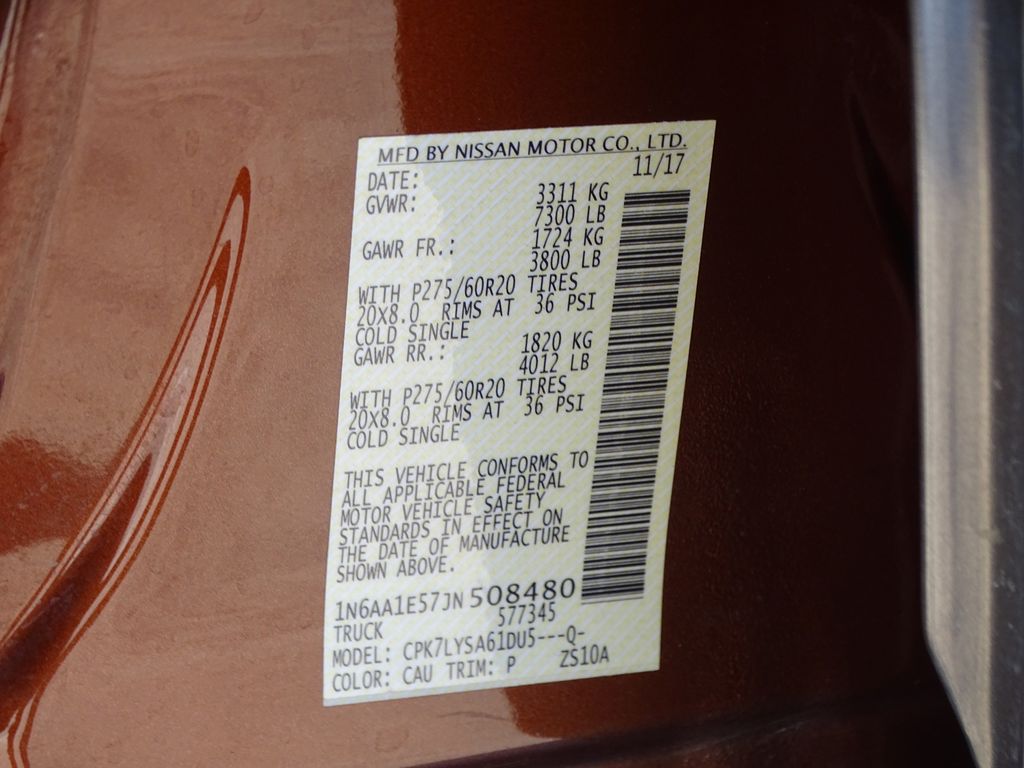 MFD BY NISSAN MOTOR CO., LTD.
DATE: 11/17
GVWR: 3311 KG
7300 LB
GAWR FR.: 1724 KG
3800 LB
WITH P275/60R20 TIRES
20X8.0 RIMS AT 36 PSI
COLD SINGLE
GAWR RR.: 1820 KG
4012 LB
WITH P275/60R20 TIRES
20X8.0 RIMS AT 36 PSI
COLD SINGLE
THIS VEHICLE CONFORMS TO
ALL APPLICABLE FEDERAL
MOTOR VEHICLE SAFETY
STANDARDS IN EFFECT ON
THE DATE OF MANUFACTURE
SHOWN ABOVE.
1N6AA1E57JN508480
TRUCK 577345
MODEL: CPK7LYSA61DU5---Q-
COLOR: CAU TRIM: P ZS10A